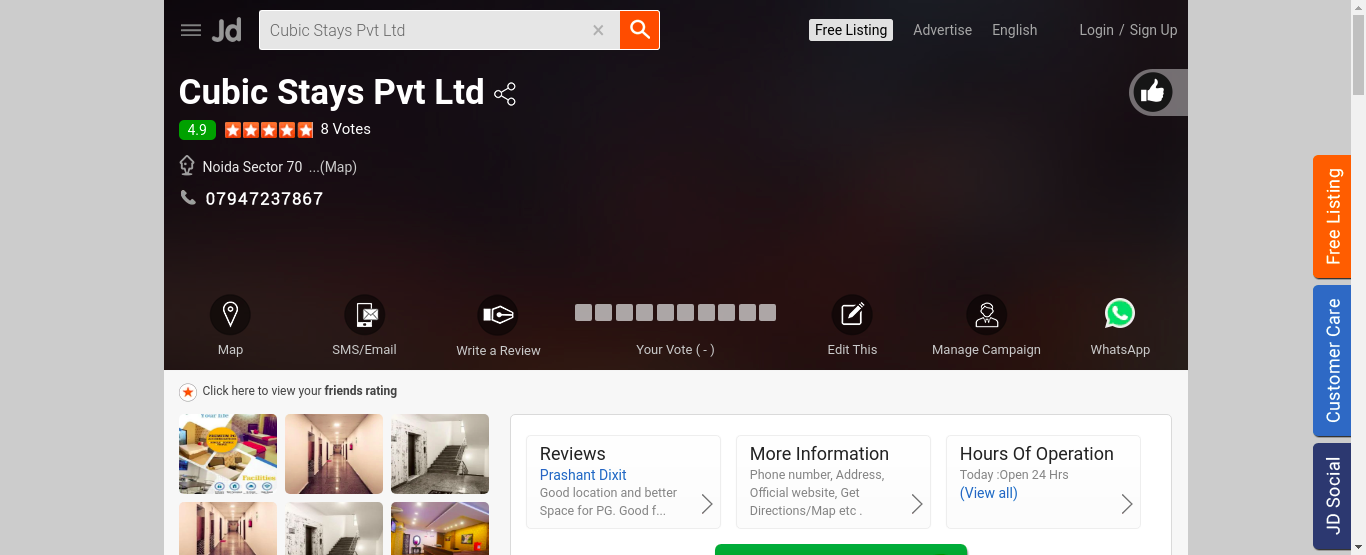 Jd
Cubic Stays Pvt Ltd
Free Listing
Advertise
English
Login / Sign Up
Cubic Stays Pvt Ltd
4.9
8 Votes
Noida Sector 70 ...(Map)
07947237867
Map
SMS/Email
Write a Review
Your Vote ( - )
Edit This
Manage Campaign
WhatsApp
Free Listing
Customer Care
JD Social
Click here to view your friends rating
Reviews
Prashant Dixit
Good location and better
Space for PG. Good f...
More Information
Phone number, Address,
Official website, Get
Directions/Map etc .
Hours Of Operation
Today :Open 24 Hrs
(View all)
Facilities